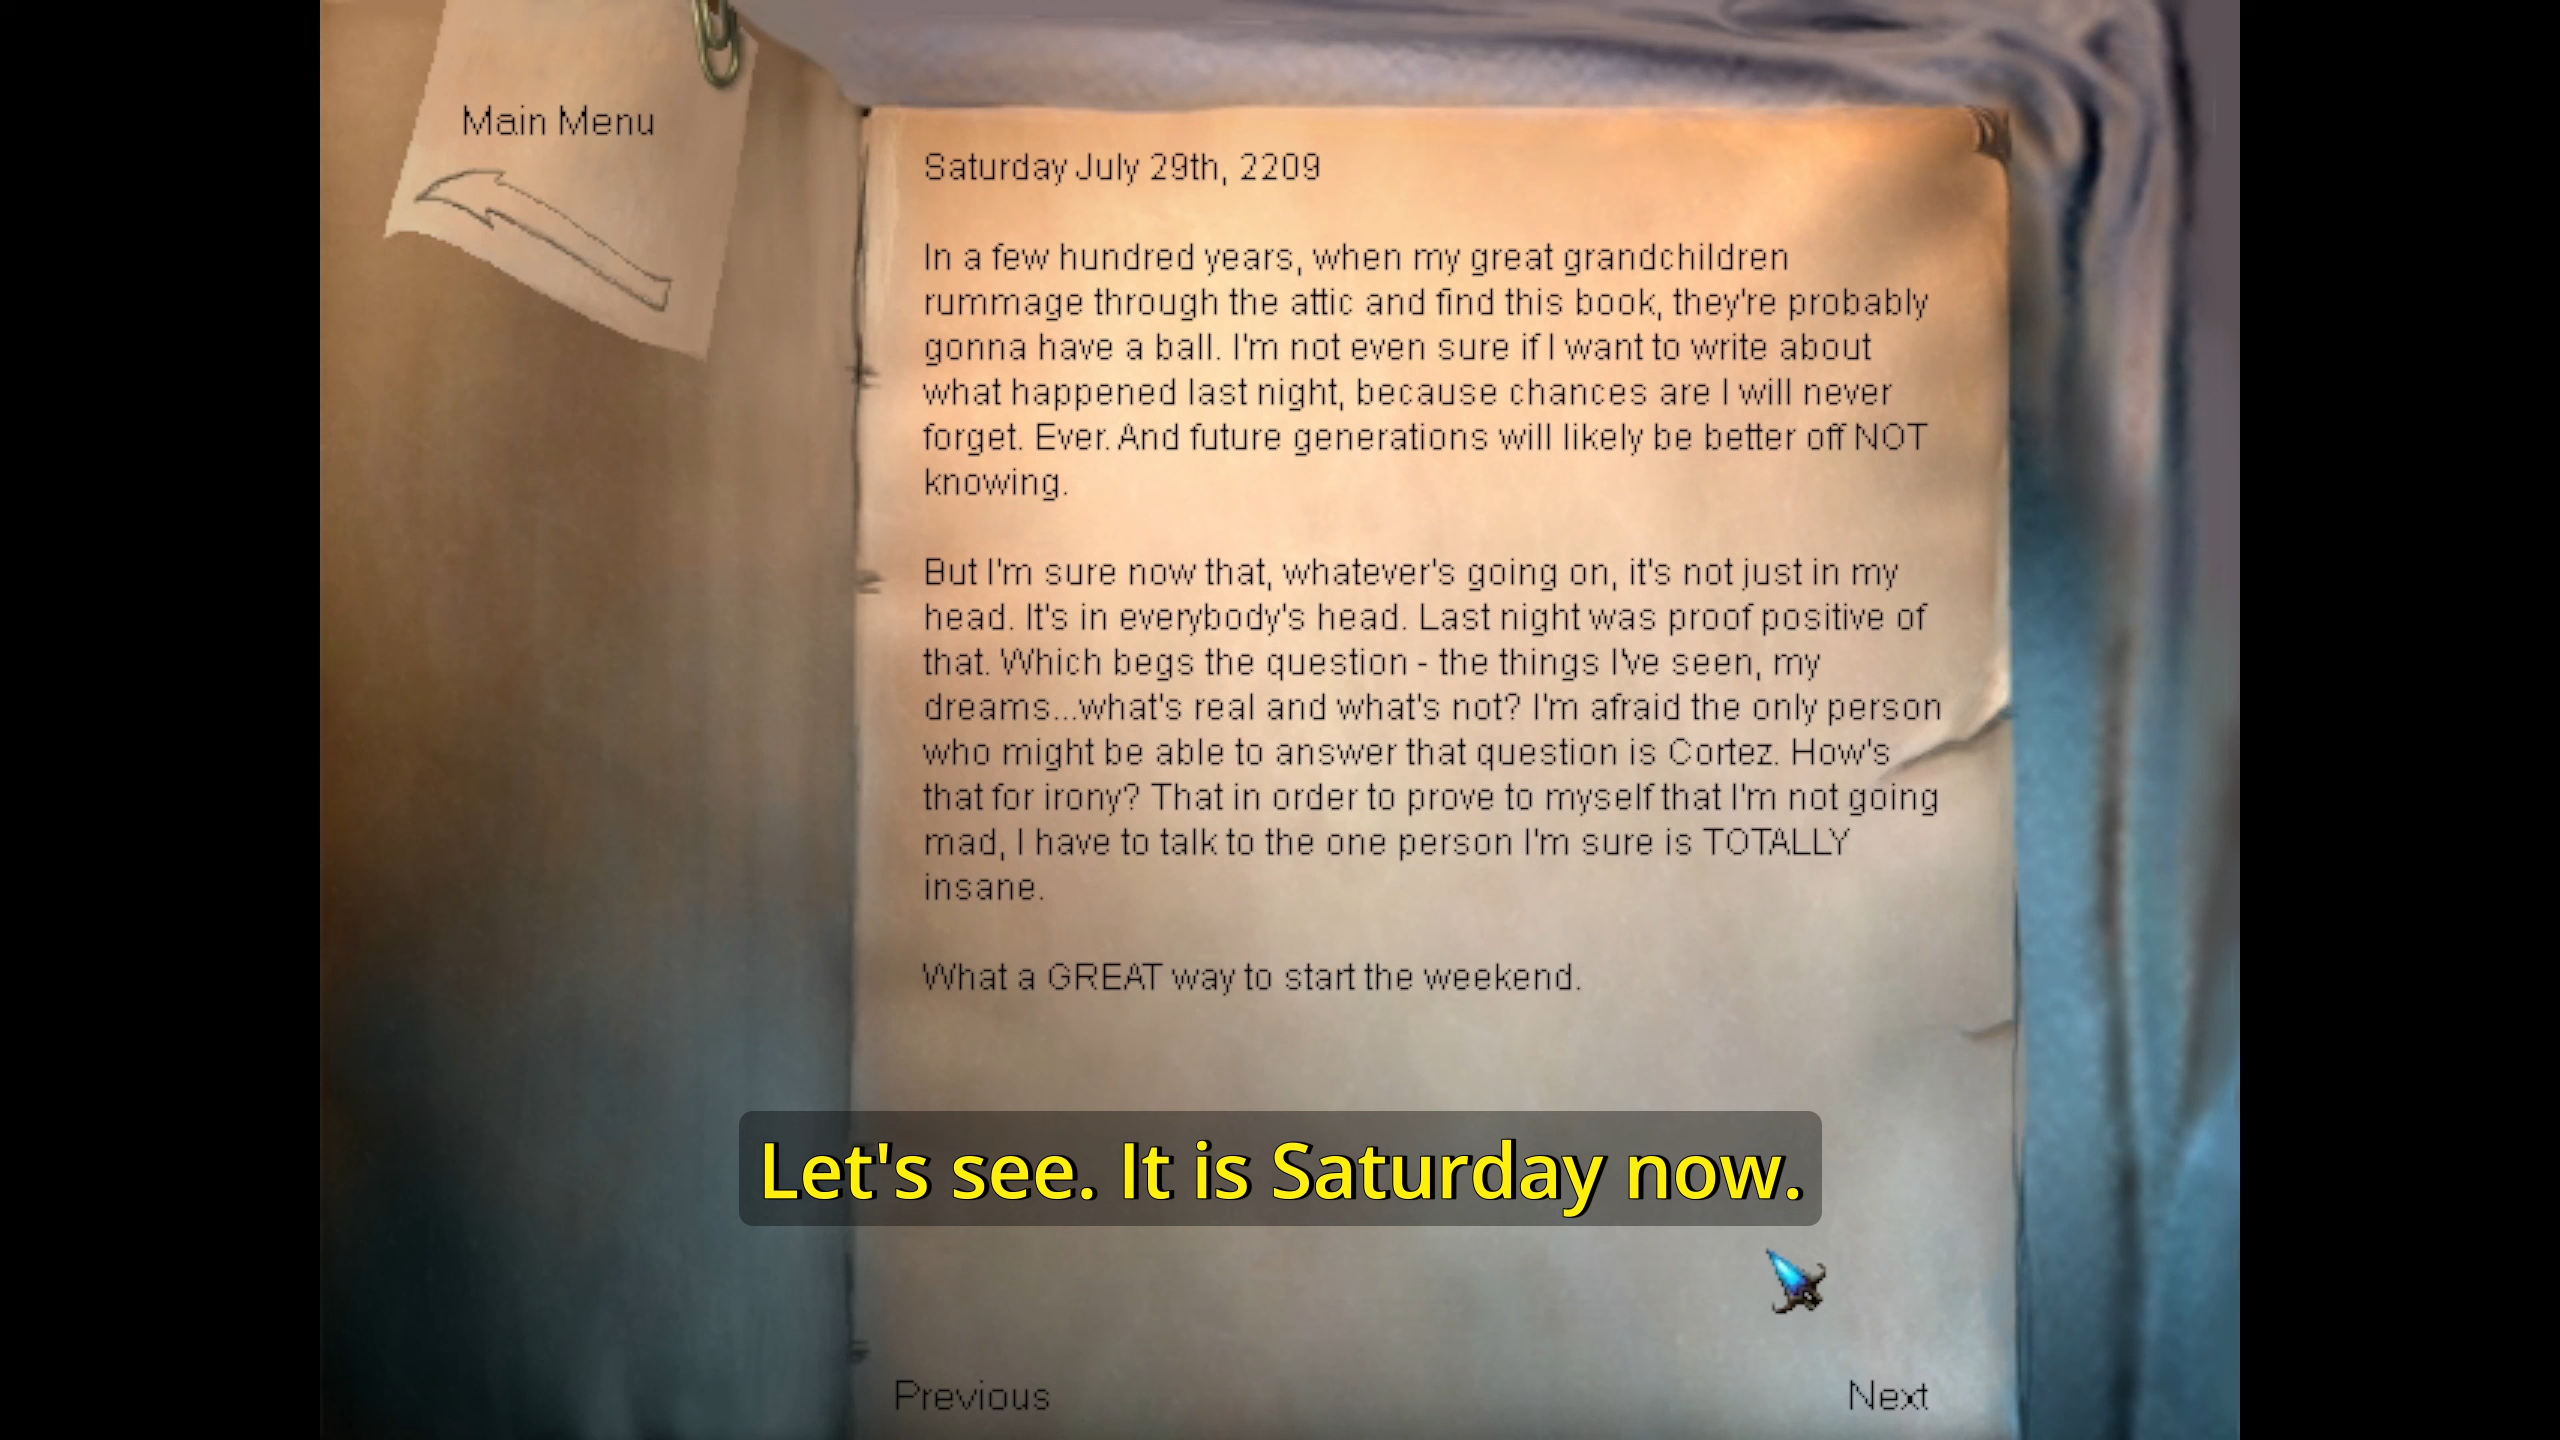 Main Menu
Saturday July 29th, 2209
In a few hundred years, when my great grandchildren
rummage through the attic and find this book, they're probably
gonna have a ball. I'm not even sure if I want to write about
what happened last night, because chances are I will never
forget. Ever. And future generations will likely be better off NOT
knowing.
But I'm sure now that, whatever's going on, it's not just in my
head. It's in everybody's head. Last night was proof positive of
that. Which begs the question - the things I've seen, my
dreams...what's real and what's not? I'm afraid the only person
who might be able to answer that question is Cortez. How's
that for irony? That in order to prove to myself that I'm not going
mad, I have to talk to the one person I'm sure is TOTALLY
insane.
What a GREAT way to start the weekend.
Let's see. It is Saturday now.
Previous
Next